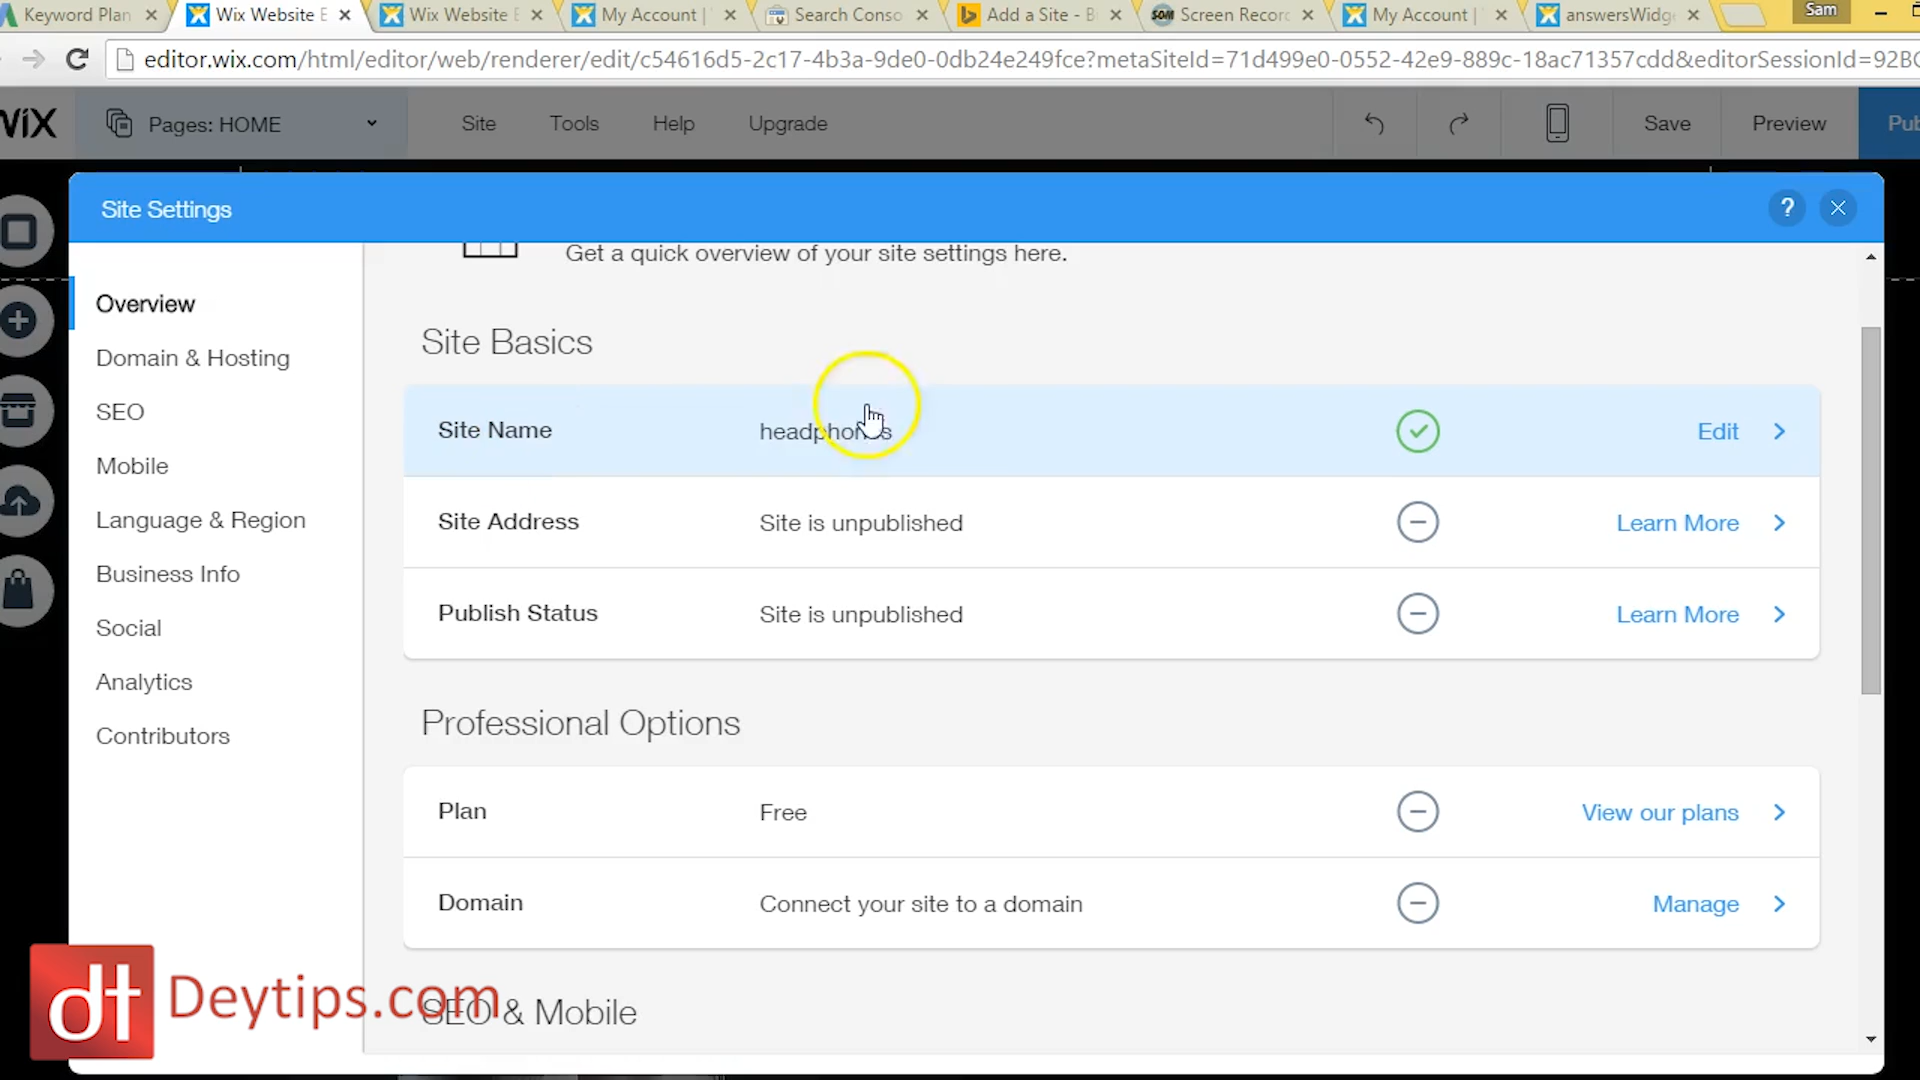 Keyword Plan
Wix Website E
Wix Website E
My Account |
Search Conso
Add a Site - B
Screen Recor
My Account |
answersWidg
Sam
editor.wix.com/html/editor/web/renderer/edit/c54616d5-2c17-4b3a-9de0-0db24e249fce?metaSiteId=71d499e0-0552-42e9-889c-18ac71357cdd&editorSessionId=92B
WiX
Pages: HOME
Site
Tools
Help
Upgrade
Save
Preview
Pub
Site Settings
?
Get a quick overview of your site settings here.
Overview
Domain & Hosting
SEO
Mobile
Language & Region
Business Info
Social
Analytics
Contributors
Site Basics
Site Name headphones Edit
Site Address Site is unpublished Learn More
Publish Status Site is unpublished Learn More
Professional Options
Plan Free View our plans
Domain Connect your site to a domain Manage
SEO & Mobile
dt Deytips.com